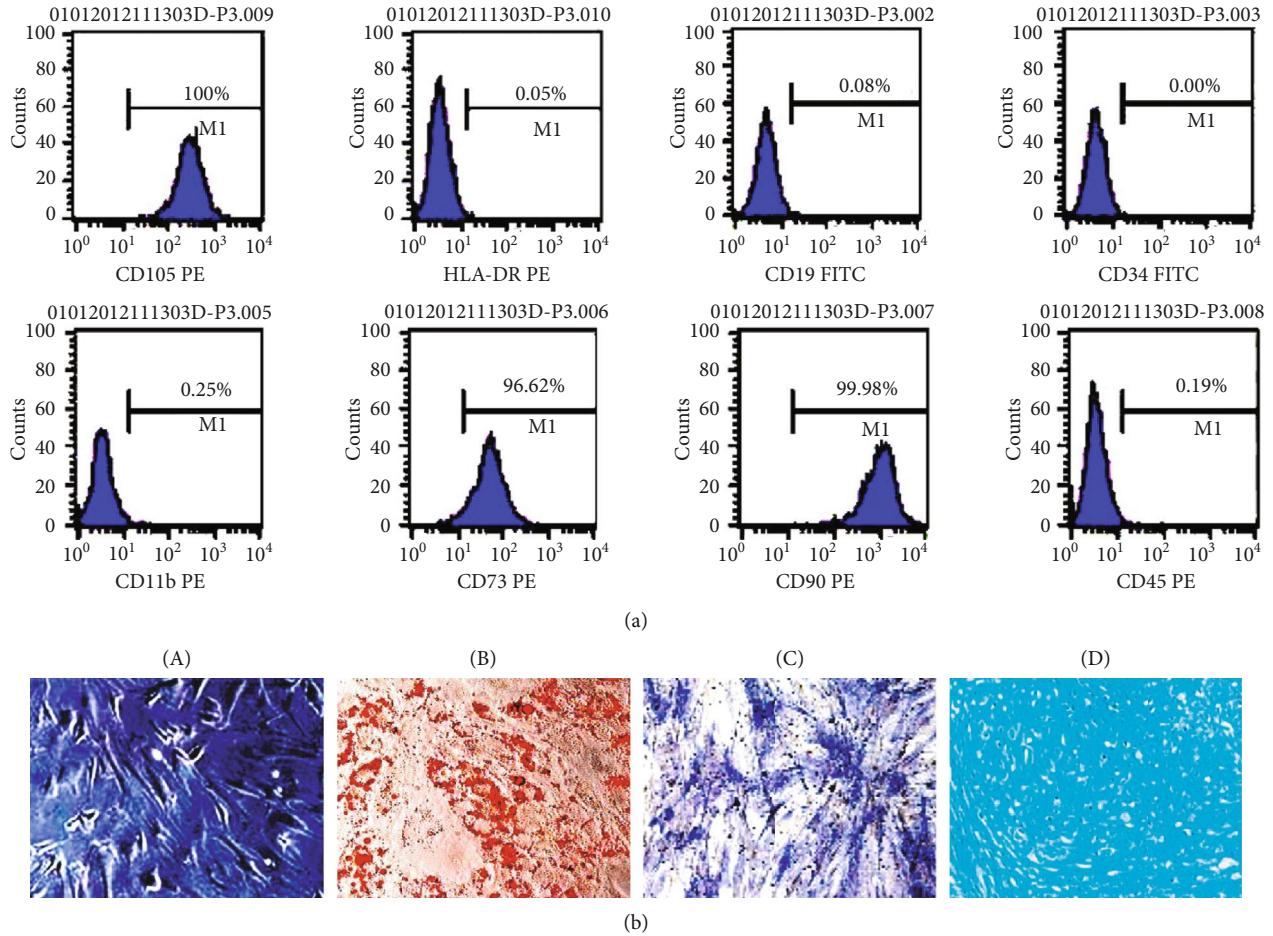 01012012111303D-P3.009
100
80
60
40
20
0
Counts
100%
M1
10^0 10^1 10^2 10^3 10^4
CD105 PE
01012012111303D-P3.010
100
80
60
40
20
0
Counts
0.05%
M1
10^0 10^1 10^2 10^3 10^4
HLA-DR PE
01012012111303D-P3.002
100
80
60
40
20
0
Counts
0.08%
M1
10^0 10^1 10^2 10^3 10^4
CD19 FITC
01012012111303D-P3.003
100
80
60
40
20
0
Counts
0.00%
M1
10^0 10^1 10^2 10^3 10^4
CD34 FITC
01012012111303D-P3.005
100
80
60
40
20
0
Counts
0.25%
M1
10^0 10^1 10^2 10^3 10^4
CD11b PE
01012012111303D-P3.006
100
80
60
40
20
0
Counts
96.62%
M1
10^0 10^1 10^2 10^3 10^4
CD73 PE
01012012111303D-P3.007
100
80
60
40
20
0
Counts
99.98%
M1
10^0 10^1 10^2 10^3 10^4
CD90 PE
01012012111303D-P3.008
100
80
60
40
20
0
Counts
0.19%
M1
10^0 10^1 10^2 10^3 10^4
CD45 PE
(a)
(A)
(B)
(C)
(D)
(b)